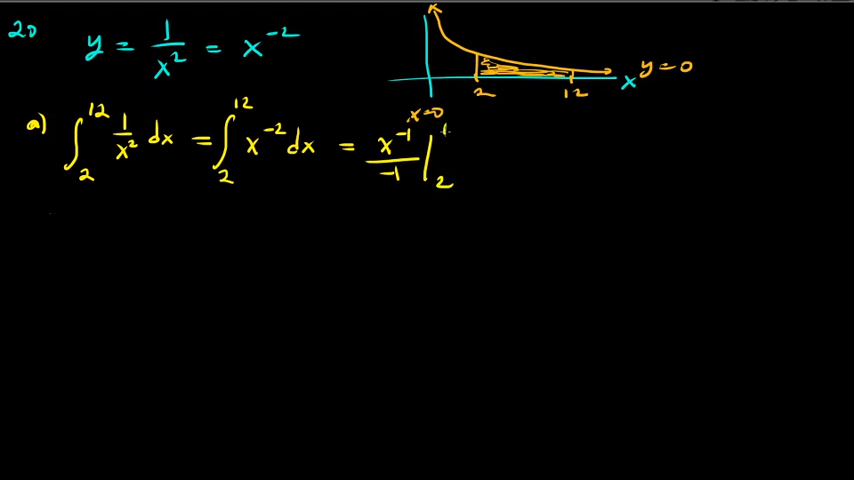 20 y = 1/x² = x⁻²
y=0
x
2 12
x=0
a) ∫₂¹² 1/x² dx = ∫₂¹² x⁻² dx = x⁻¹/-1 |₂